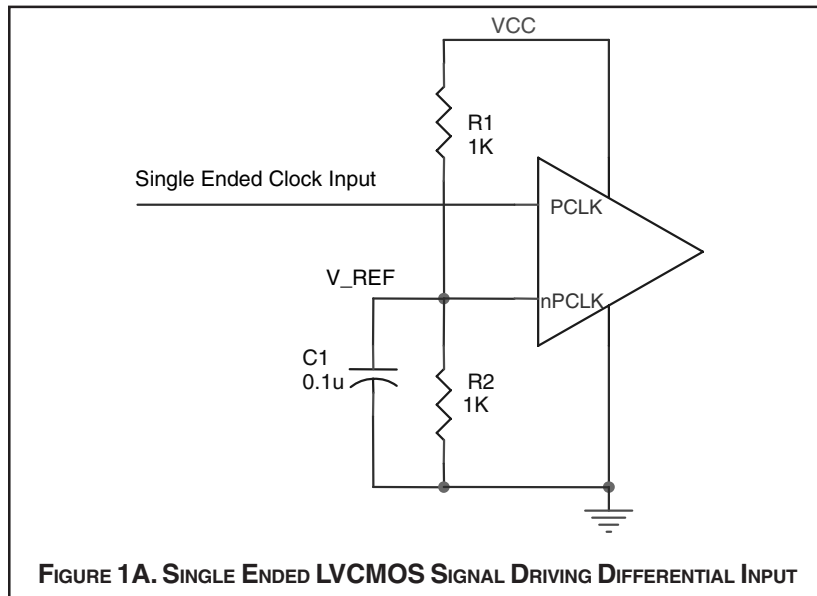 VCC
R1
1K
Single Ended Clock Input
PCLK
V_REF
nPCLK
C1
0.1u
R2
1K
FIGURE 1A. SINGLE ENDED LVCMOS SIGNAL DRIVING DIFFERENTIAL INPUT